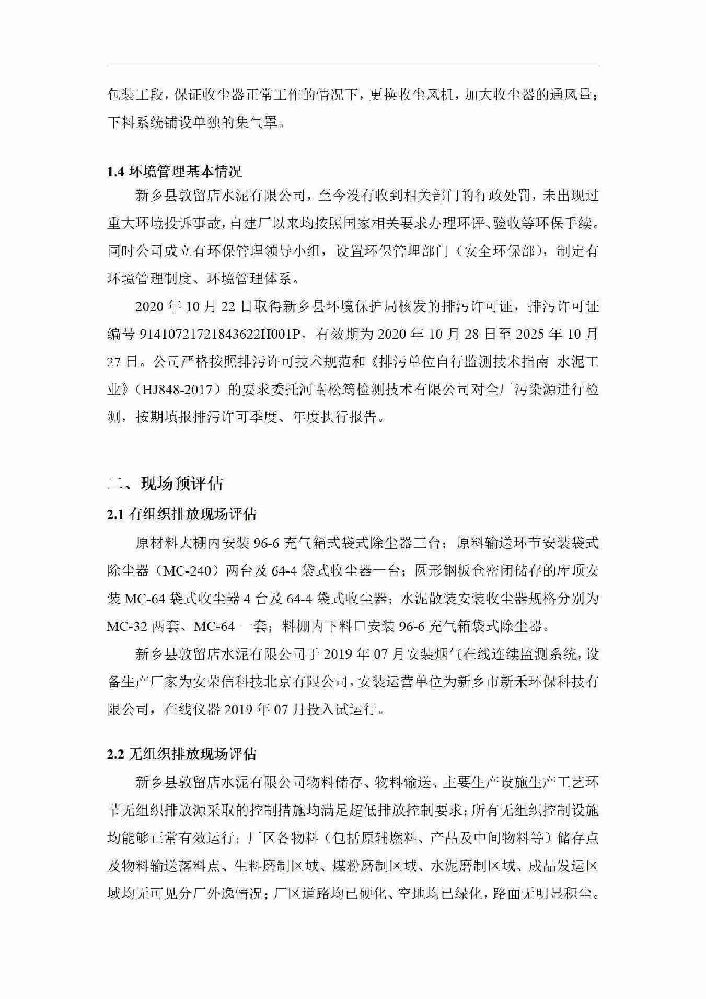 包装工段，保证收尘器正常工作的情况下，更换收尘风机，加大收尘器的通风量；
下料系统铺设单独的集气罩。
1.4 环境管理基本情况
新乡县敦留店水泥有限公司，至今没有收到相关部门的行政处罚，未出现过
重大环境投诉事故，自建厂以来均按照国家相关要求办理环评、验收等环保手续。
同时公司成立有环保管理领导小组，设置环保管理部门（安全环保部），制定有
环境管理制度、环境管理体系。
2020 年 10 月 22 日取得新乡县环境保护局核发的排污许可证，排污许可证
编号 91410721721843622H001P，有效期为 2020 年 10 月 28 日至 2025 年 10 月
27 日。公司严格按照排污许可技术规范和《排污单位自行监测技术指南 水泥工
业》（HJ848-2017）的要求委托河南松筠检测技术有限公司对全厂污染源进行检
测，按期填报排污许可季度、年度执行报告。
二、现场预评估
2.1 有组织排放现场评估
原材料大棚内安装 96-6 充气箱式袋式除尘器二台；原料输送环节安装袋式
除尘器（MC-240）两台及 64-4 袋式收尘器一台；圆形钢板仓密闭储存的库顶安
装 MC-64 袋式收尘器 4 台及 64-4 袋式收尘器；水泥散装安装收尘器规格分别为
MC-32 两套、MC-64 一套；料棚内下料口安装 96-6 充气箱袋式除尘器。
新乡县敦留店水泥有限公司于 2019 年 07 月安装烟气在线连续监测系统，设
备生产厂家为安荣信科技北京有限公司，安装运营单位为新乡市新禾环保科技有
限公司，在线仪器 2019 年 07 月投入试运行。
2.2 无组织排放现场评估
新乡县敦留店水泥有限公司物料储存、物料输送、主要生产设施生产工艺环
节无组织排放源采取的控制措施均满足超低排放控制要求；所有无组织控制设施
均能够正常有效运行；厂区各物料（包括原辅燃料、产品及中间物料等）储存点
及物料输送落料点、生料磨制区域、煤粉磨制区域、水泥磨制区域、成品发运区
域均无可见分厂外逸情况；厂区道路均已硬化、空地均已绿化，路面无明显积尘。